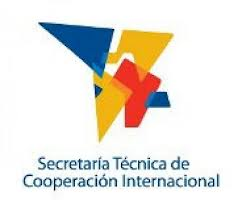 Secretaría Técnica de
Cooperación Internacional